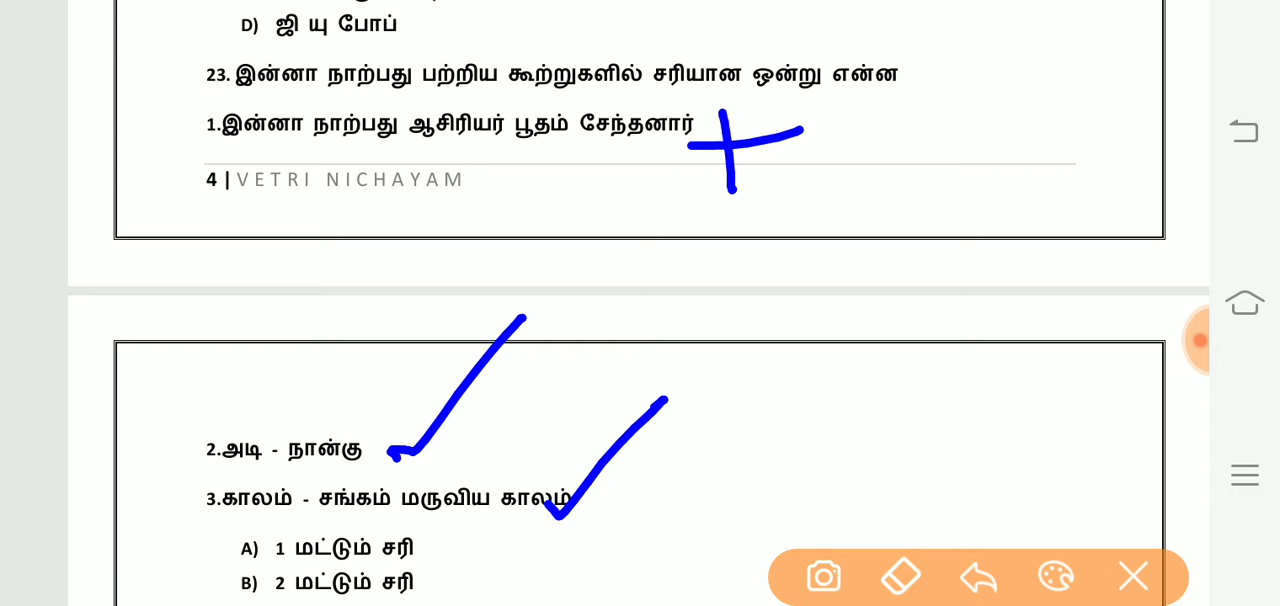 D) ஜி யு போப்
23. இன்னா நாற்பது பற்றிய கூற்றுகளில் சரியான ஒன்று என்ன
1.இன்னா நாற்பது ஆசிரியர் பூதம் சேந்தனார்
4 | VETRI NICHAYAM
2.அடி - நான்கு
3.காலம் - சங்கம் மருவிய காலம்
A) 1 மட்டும் சரி
B) 2 மட்டும் சரி